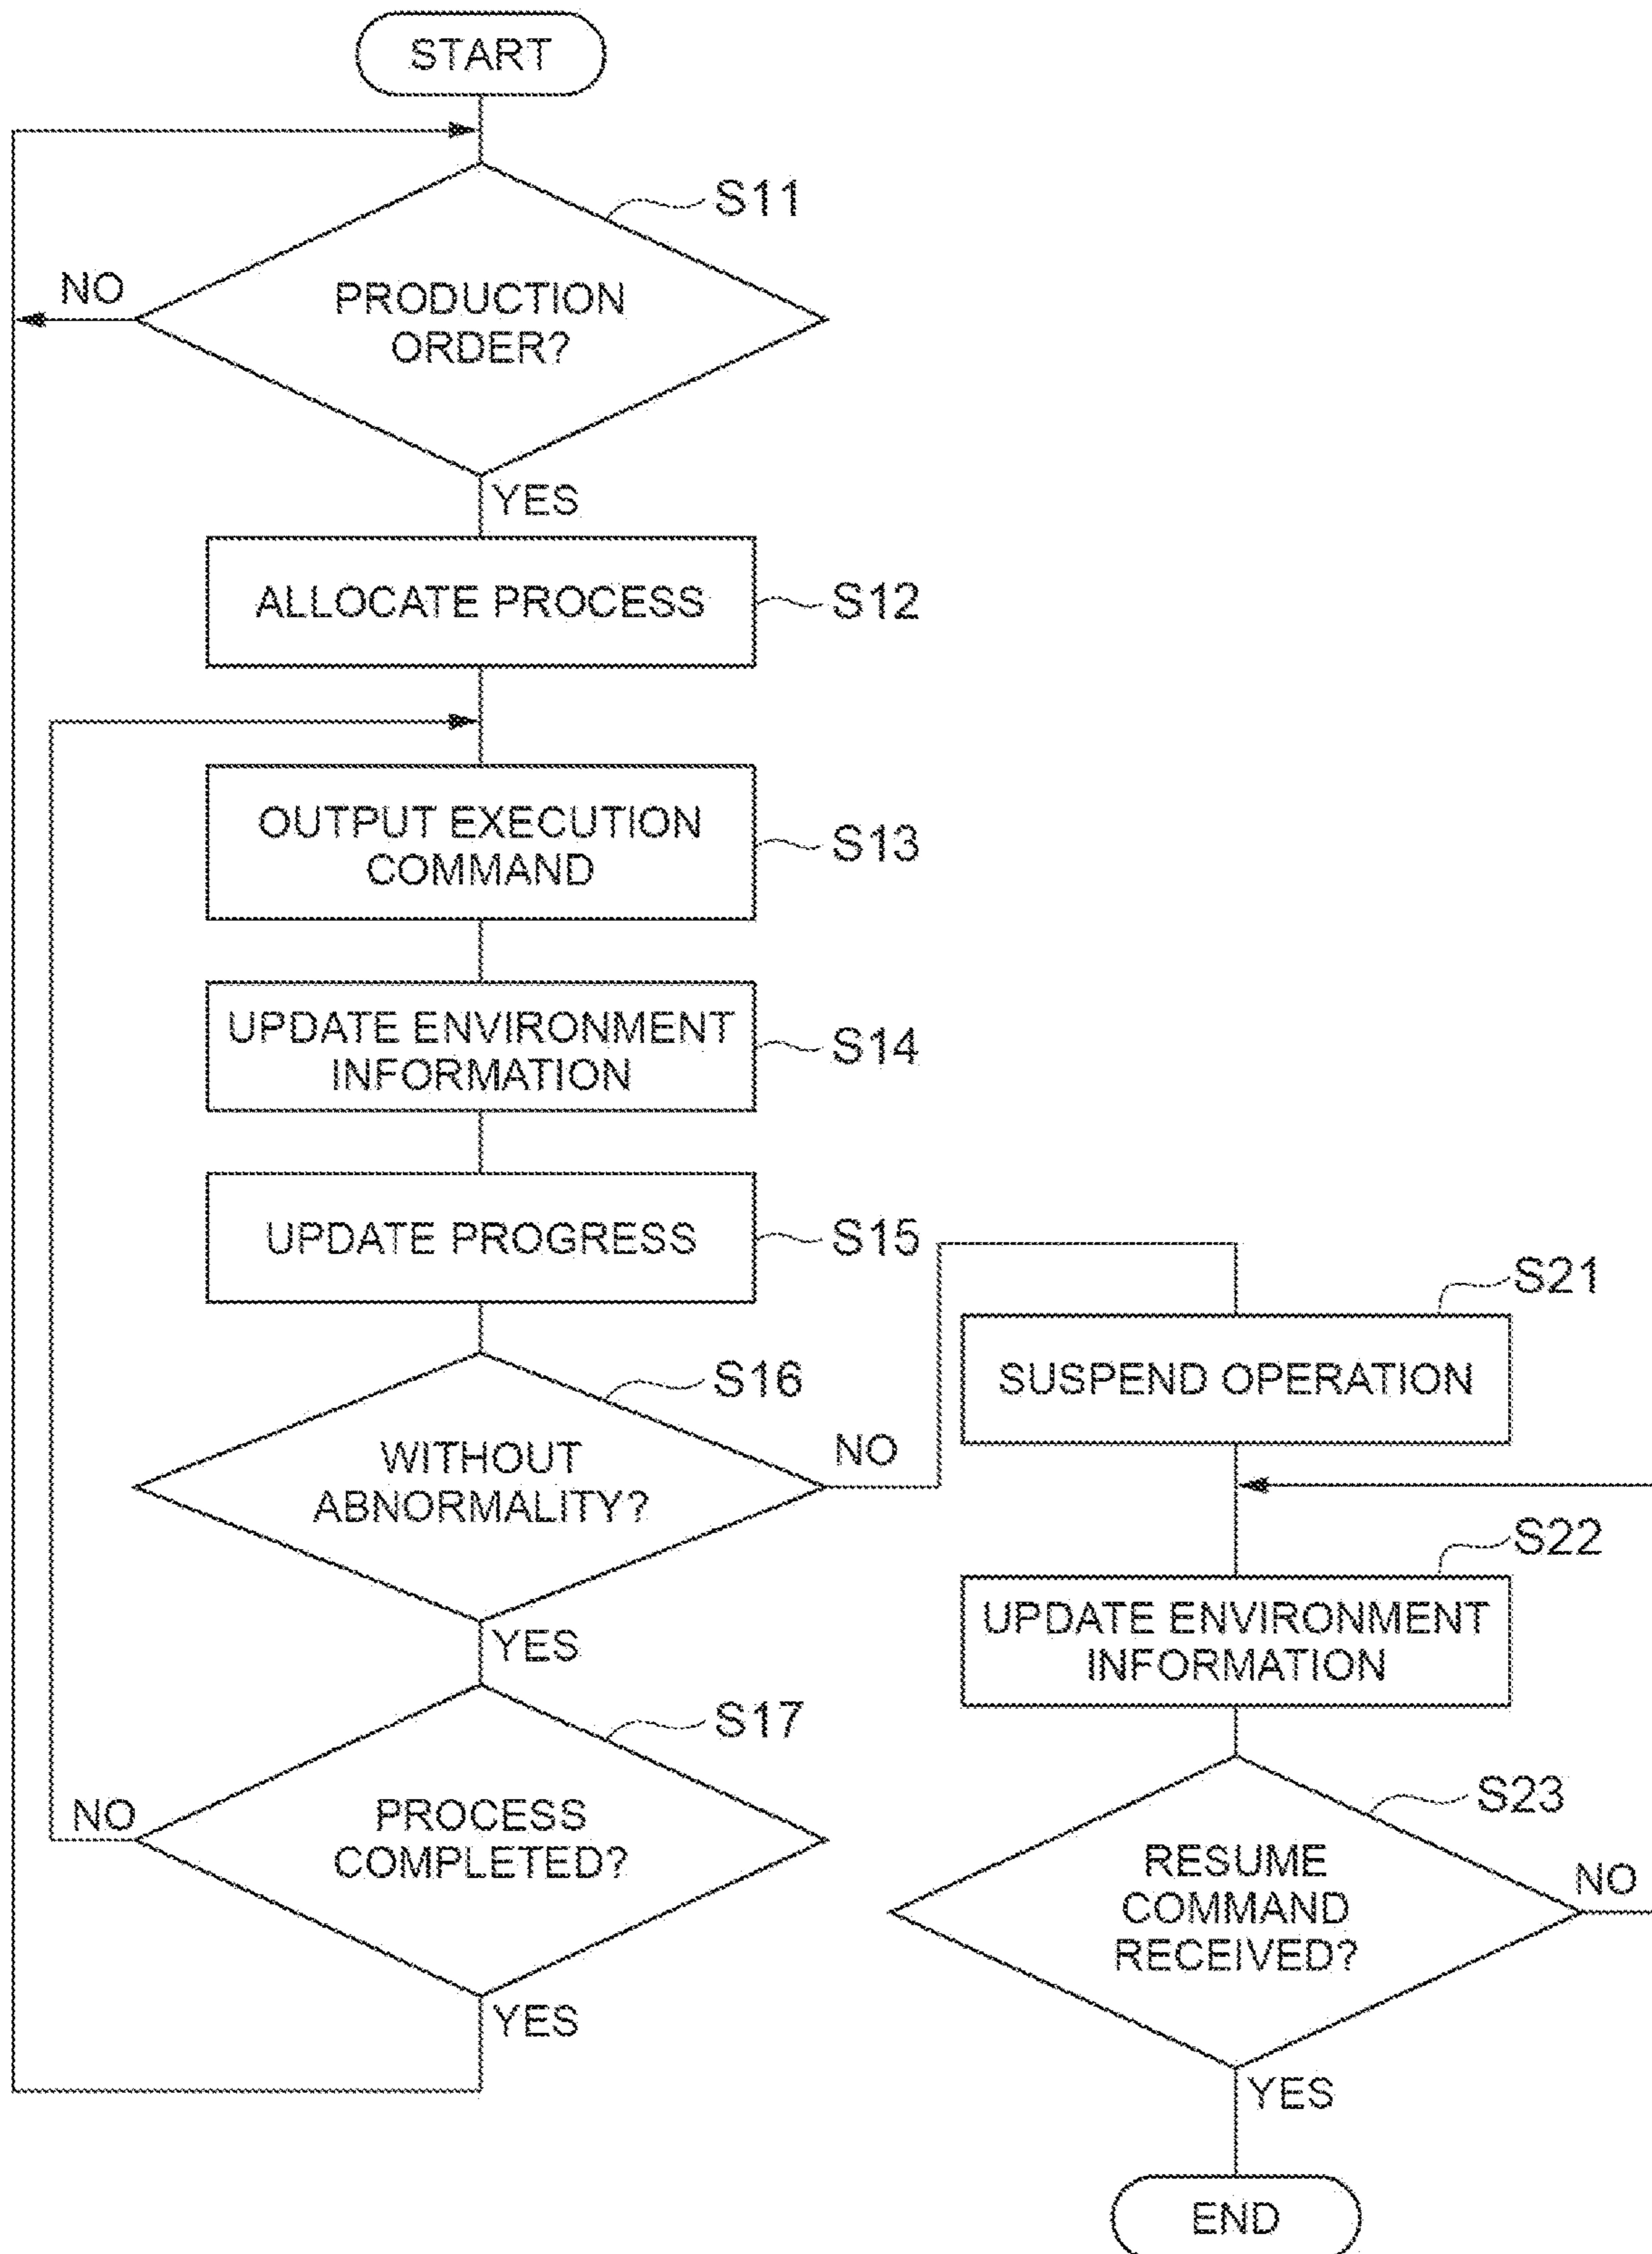 START
S11
NO
PRODUCTION
ORDER?
YES
ALLOCATE PROCESS
S12
OUTPUT EXECUTION
COMMAND
S13
UPDATE ENVIRONMENT
INFORMATION
S14
UPDATE PROGRESS
S15
S16
WITHOUT
ABNORMALITY?
NO
YES
S17
NO
PROCESS
COMPLETED?
YES
S21
SUSPEND OPERATION
S22
UPDATE ENVIRONMENT
INFORMATION
S23
RESUME
COMMAND
RECEIVED?
NO
YES
END